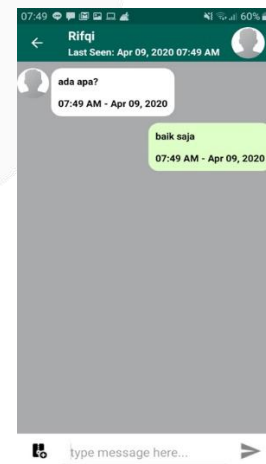 07:49 60%
Rifqi
Last Seen: Apr 09, 2020 07:49 AM
ada apa?
07:49 AM - Apr 09, 2020
baik saja
07:49 AM - Apr 09, 2020
type message here...